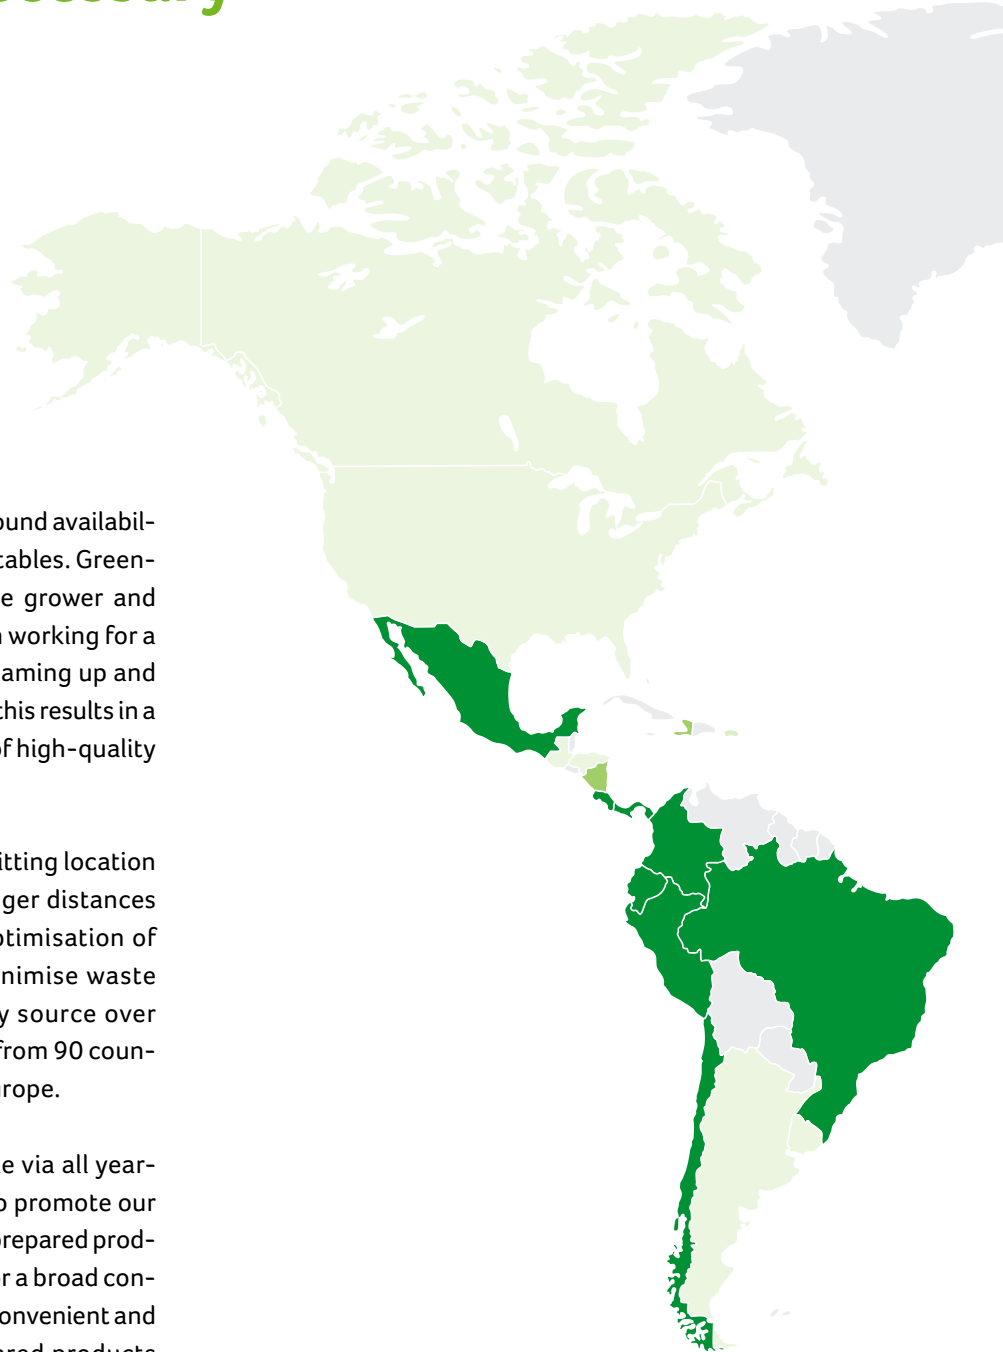 ound availabil-
tables. Green-
e grower and
working for a
aming up and
this results in a
of high-quality
itting location
ger distances
ptimisation of
nimise waste
y source over
from 90 coun-
rope.
e via all year-
o promote our
prepared prod-
r a broad con-
onvenient and